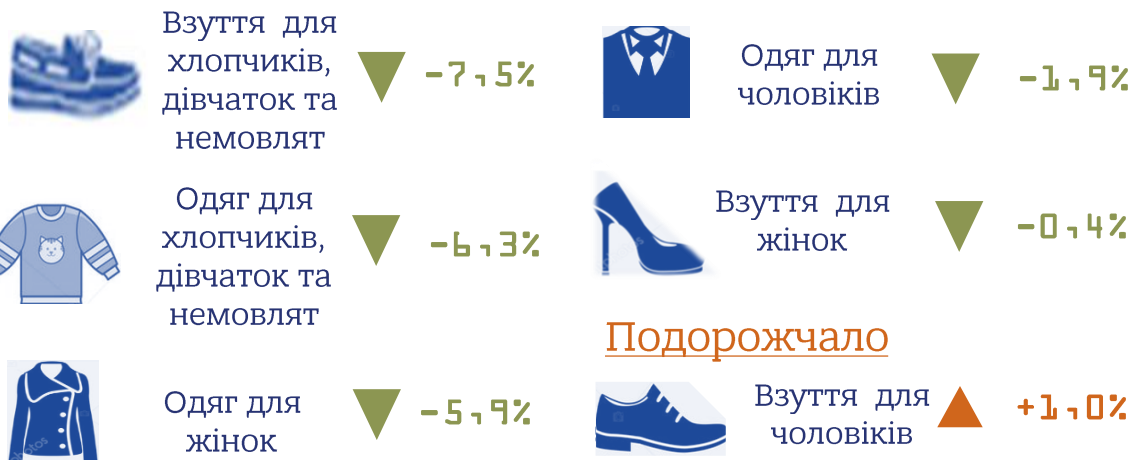 Взуття для
хлопчиків,
дівчаток та
немовлят
-7,5%
Одяг для
хлопчиків,
дівчаток та
немовлят
-6,3%
Одяг для
жінок
-5,9%
Одяг для
чоловіків
-1,9%
Взуття для
жінок
-0,4%
Подорожчало
Взуття для
чоловіків
+1,0%